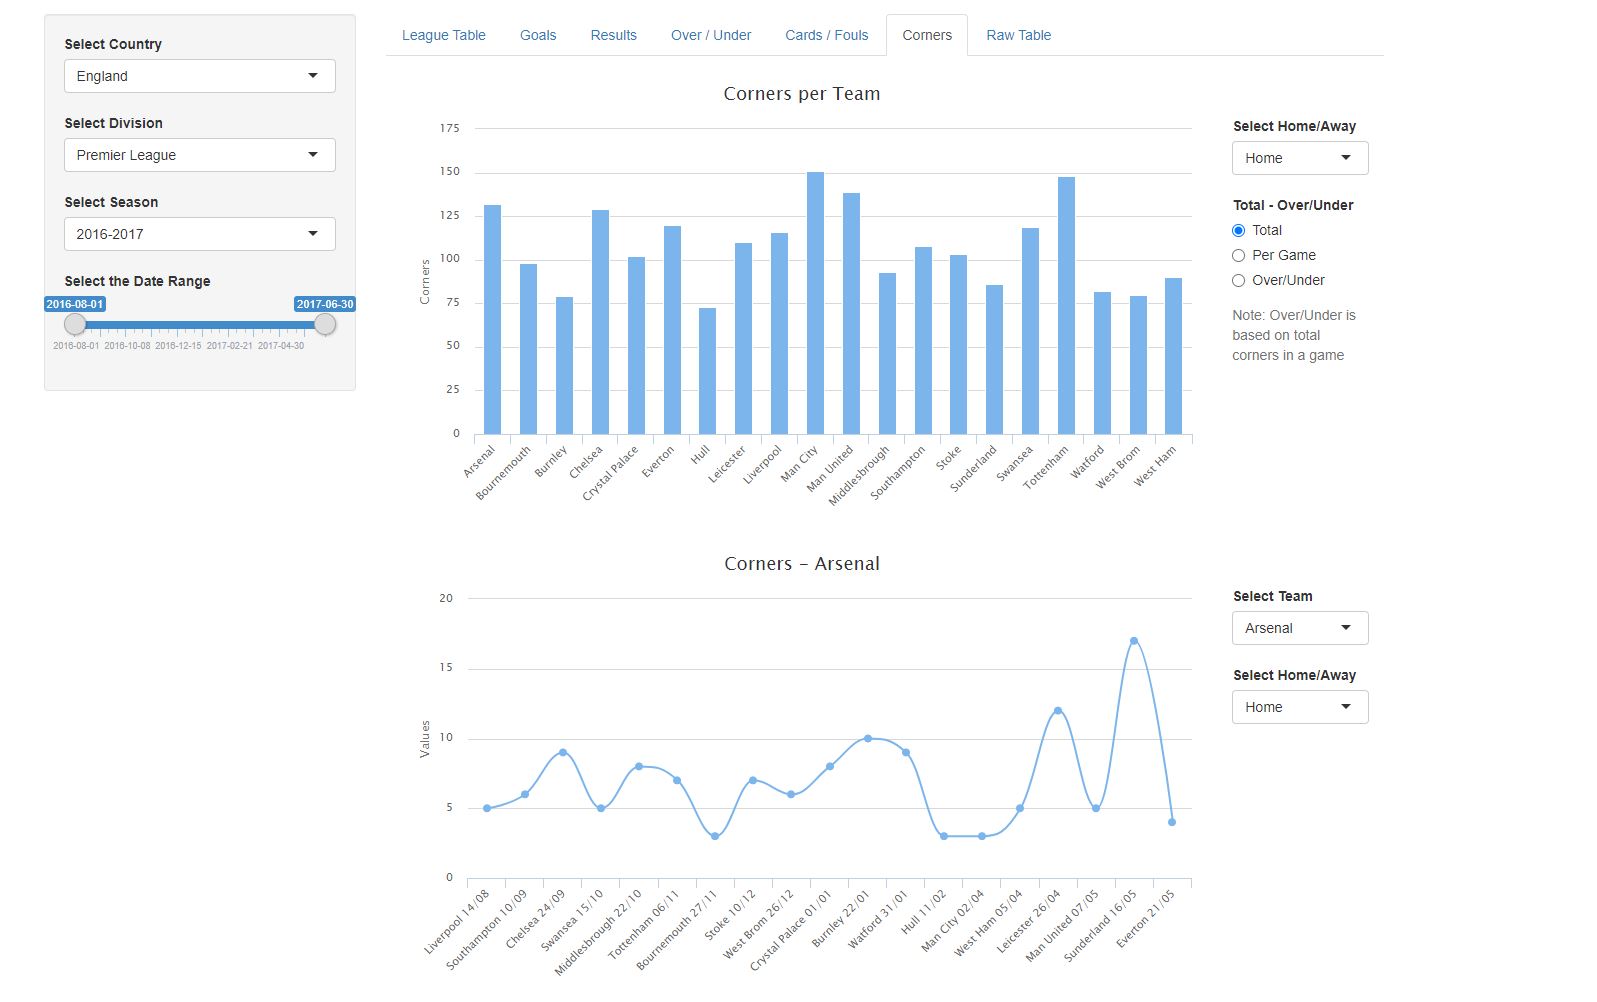 League Table Goals Results Over / Under Cards / Fouls Corners Raw Table
Select Country
England
Select Division
Premier League
Select Season
2016-2017
Select the Date Range
2016-08-01 2017-06-30
2016-08-01 2016-10-08 2016-12-15 2017-02-21 2017-04-30
Corners per Team
Corners
175
150
125
100
75
50
25
0
Arsenal
Bournemouth
Burnley
Chelsea
Crystal Palace
Everton
Hull
Leicester
Liverpool
Man City
Man United
Middlesbrough
Southampton
Stoke
Sunderland
Swansea
Tottenham
Watford
West Brom
West Ham
Select Home/Away
Home
Total - Over/Under
Total
Per Game
Over/Under
Note: Over/Under is
based on total
corners in a game
Corners - Arsenal
Values
20
15
10
5
0
Liverpool 14/08
Southampton 10/09
Chelsea 24/09
Swansea 15/10
Middlesbrough 22/10
Tottenham 06/11
Bournemouth 27/11
Stoke 10/12
West Brom 26/12
Crystal Palace 01/01
Burnley 22/01
Watford 31/01
Hull 11/02
Man City 02/04
West Ham 05/04
Leicester 26/04
Man United 07/05
Sunderland 16/05
Everton 21/05
Select Team
Arsenal
Select Home/Away
Home